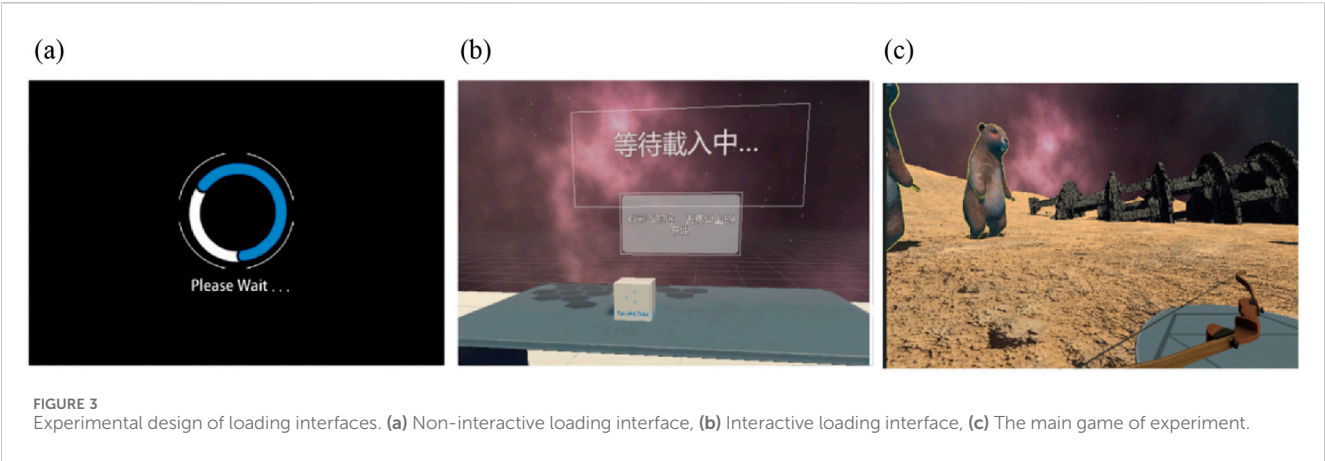 (a)
(b)
(c)
Please Wait . . .
等待載入中...
FIGURE 3
Experimental design of loading interfaces. (a) Non-interactive loading interface, (b) Interactive loading interface, (c) The main game of experiment.